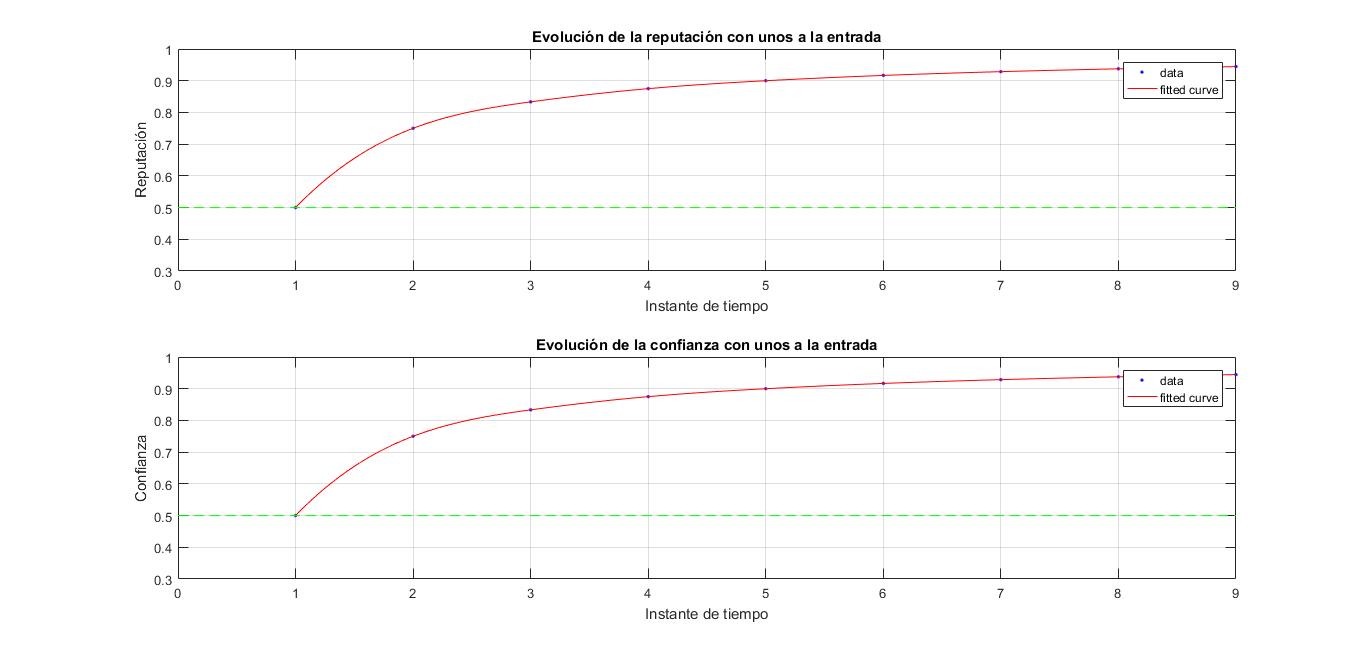 Evolución de la reputación con unos a la entrada
1
0.9
0.8
0.7
0.6
0.5
0.4
0.3
Reputación
data
fitted curve
0 1 2 3 4 5 6 7 8 9
Instante de tiempo
Evolución de la confianza con unos a la entrada
1
0.9
0.8
0.7
0.6
0.5
0.4
0.3
Confianza
data
fitted curve
0 1 2 3 4 5 6 7 8 9
Instante de tiempo